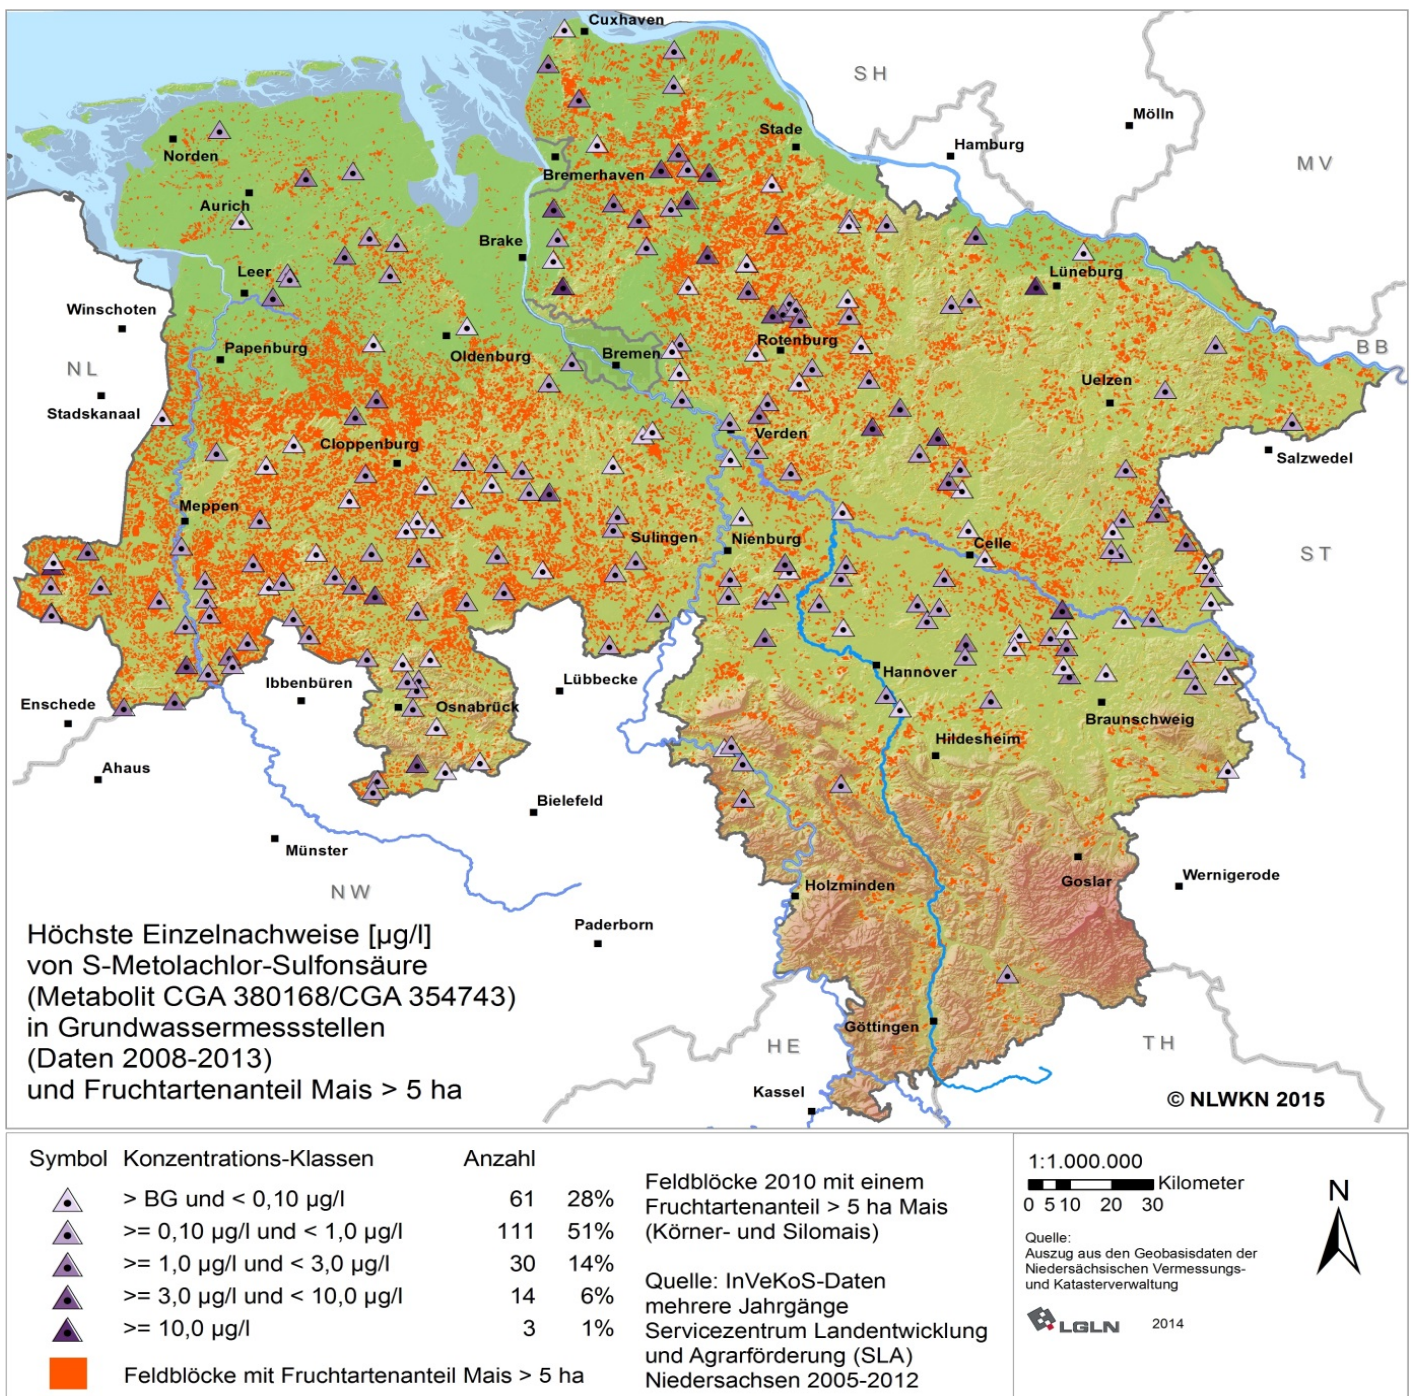 Cuxhaven
SH
Mölln
Stade
Hamburg
Norden
MV
Bremerhaven
Aurich
Brake
Leer
Lüneburg
Winschoten
Papenburg
Oldenburg
Bremen
Rotenburg
BB
NL
Uelzen
Stadskanaal
Cloppenburg
Verden
Salzwedel
Meppen
Sulingen
Nienburg
Celle
ST
Hannover
Ibbenbüren
Lübbecke
Enschede
Osnabrück
Braunschweig
Hildesheim
Ahaus
Bielefeld
Münster
NW
Holzminden
Goslar
Wernigerode
Paderborn
Göttingen
HE
TH
Kassel
Höchste Einzelnachweise [µg/l]
von S-Metolachlor-Sulfonsäure
(Metabolit CGA 380168/CGA 354743)
in Grundwassermessstellen
(Daten 2008-2013)
und Fruchtartenanteil Mais > 5 ha
© NLWKN 2015
Symbol Konzentrations-Klassen Anzahl
> BG und < 0,10 µg/l 61 28%
>= 0,10 µg/l und < 1,0 µg/l 111 51%
>= 1,0 µg/l und < 3,0 µg/l 30 14%
>= 3,0 µg/l und < 10,0 µg/l 14 6%
>= 10,0 µg/l 3 1%
Feldblöcke mit Fruchtartenanteil Mais > 5 ha
Feldblöcke 2010 mit einem
Fruchtartenanteil > 5 ha Mais
(Körner- und Silomais)
Quelle: InVeKoS-Daten
mehrere Jahrgänge
Servicezentrum Landentwicklung
und Agrarförderung (SLA)
Niedersachsen 2005-2012
1:1.000.000
Kilometer
0 5 10 20 30
N
Quelle:
Auszug aus den Geobasisdaten der
Niedersächsischen Vermessungs-
und Katasterverwaltung
LGLN 2014